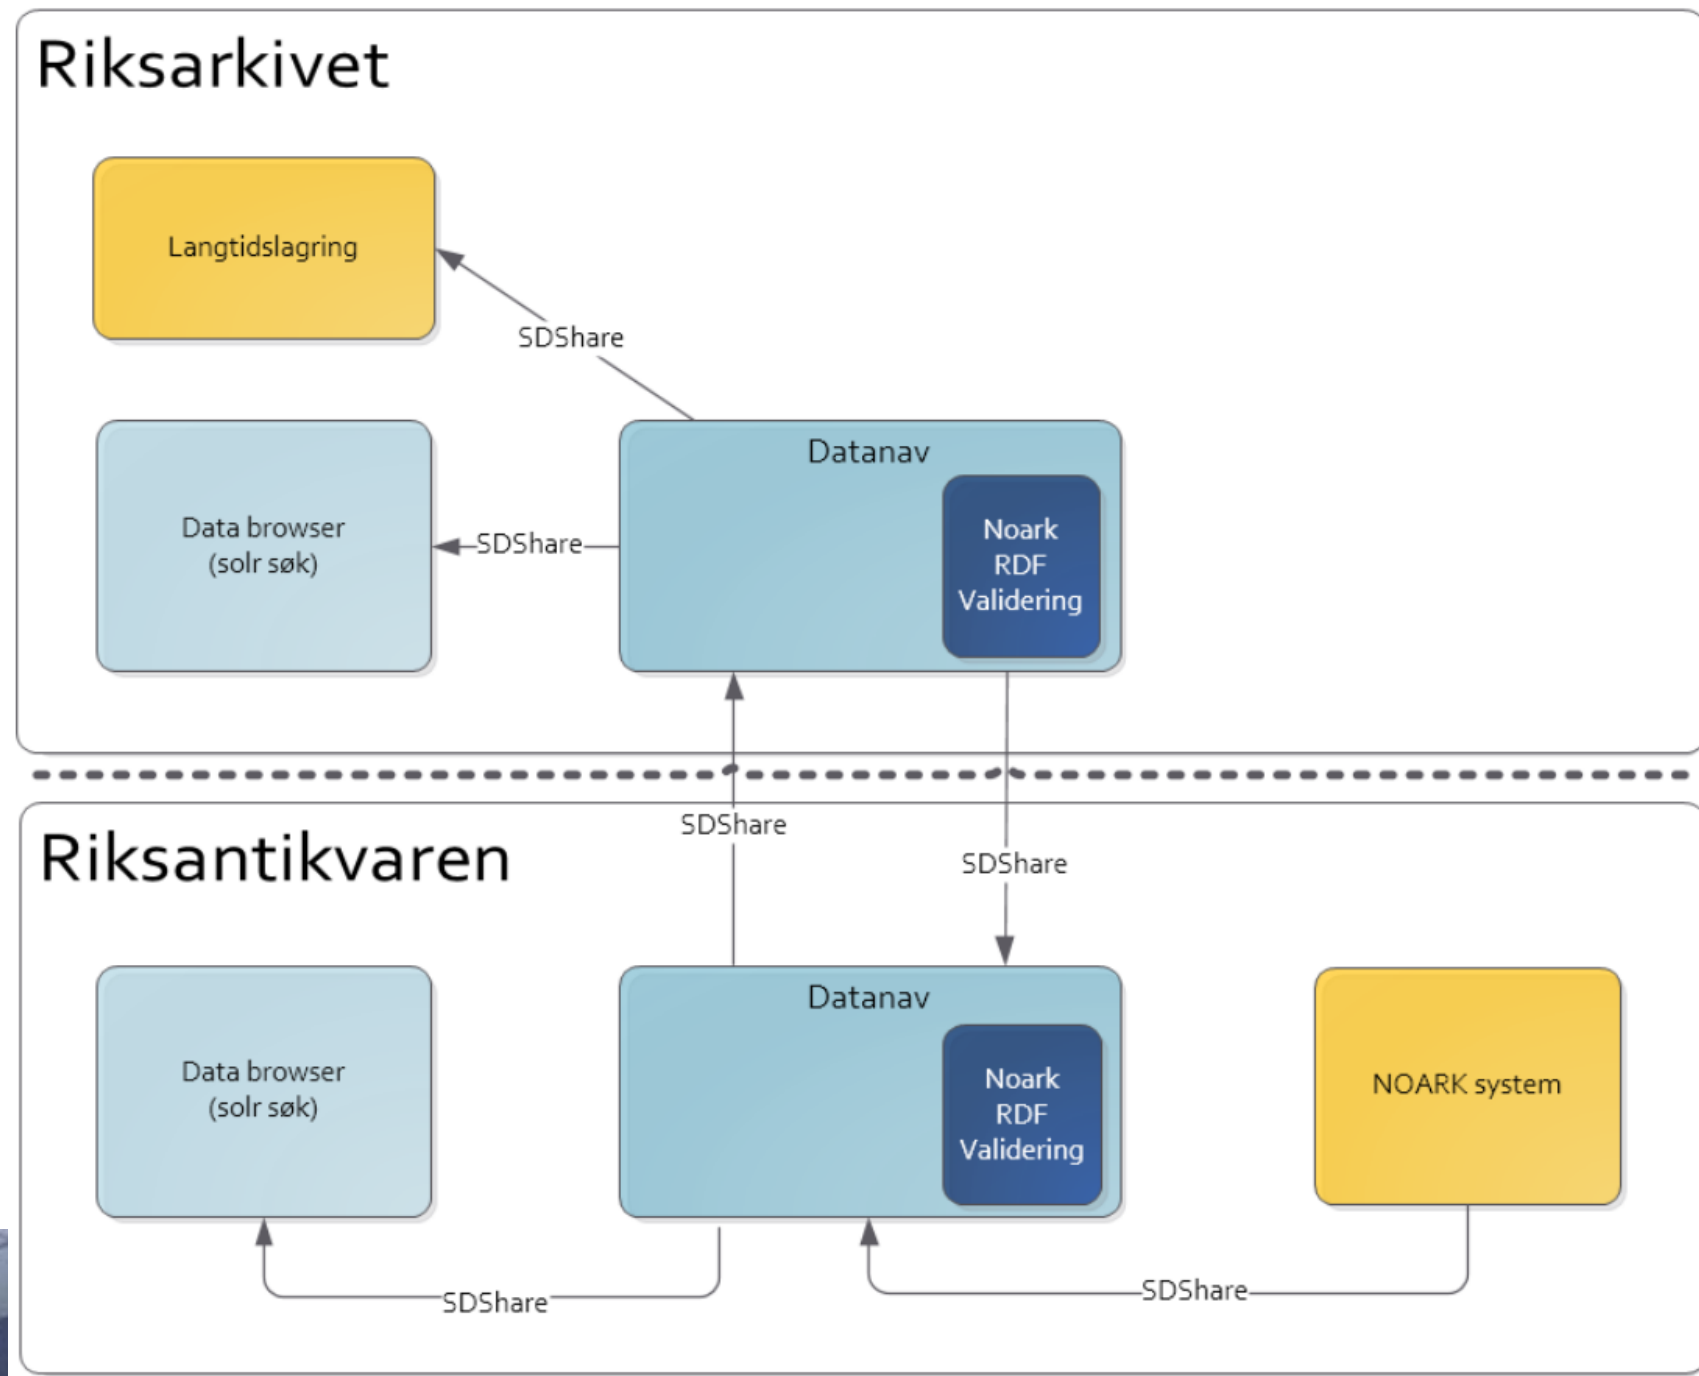 Riksarkivet
Langtidslagring
SDShare
Datanav
Data browser
(solr søk)
SDShare
Noark
RDF
Validering
SDShare
SDShare
Riksantikvaren
Datanav
Data browser
(solr søk)
Noark
RDF
Validering
NOARK system
SDShare
SDShare